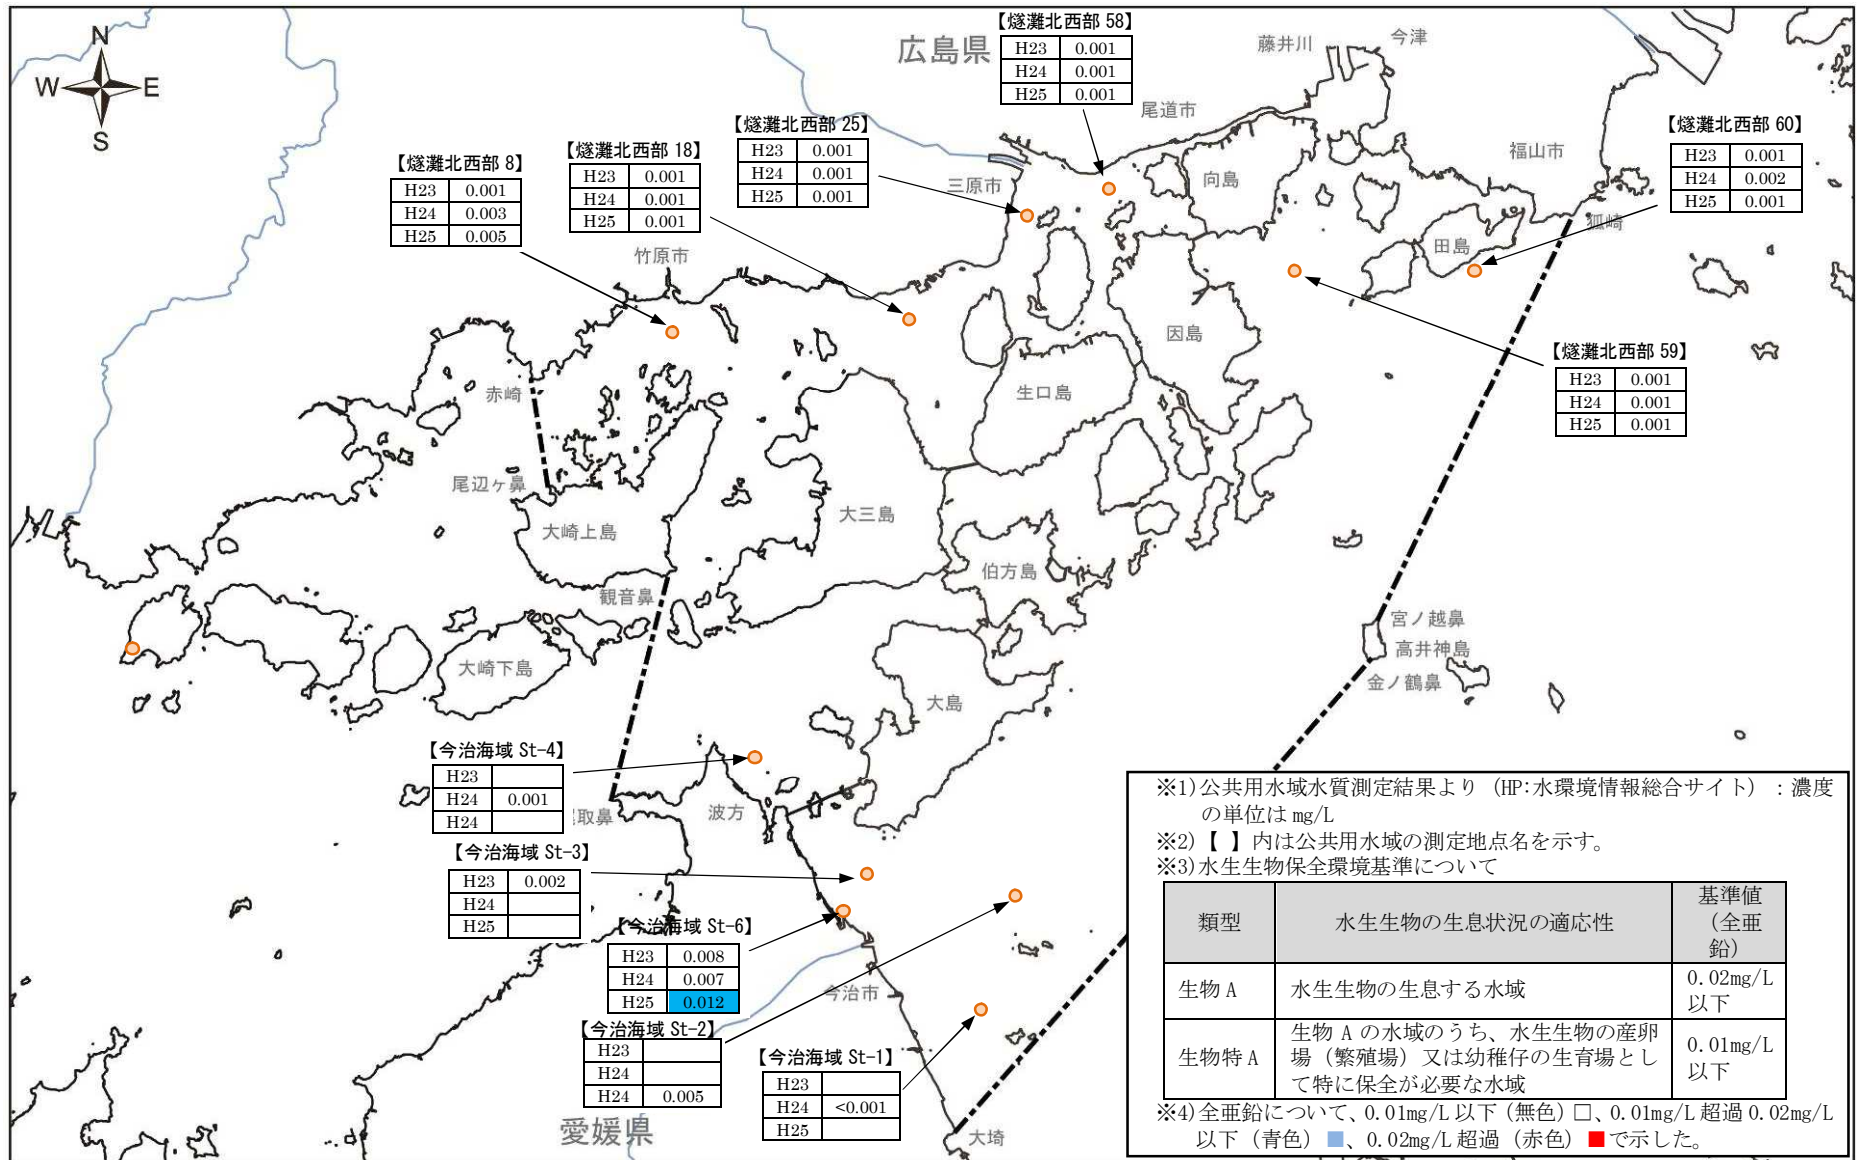 N
W E
S
広島県
藤井川
今津
尾道市
福山市
三原市
向島
狐崎
田島
竹原市
因島
赤崎
生口島
尾辺ヶ鼻
大崎上島
大三島
伯方島
観音鼻
大崎下島
大島
宮ノ越鼻
高井神島
金ノ鶴鼻
取鼻
波方
今治市
愛媛県
大埼
【燧灘北西部 58】
H23 0.001
H24 0.001
H25 0.001
【燧灘北西部 25】
H23 0.001
H24 0.001
H25 0.001
【燧灘北西部 60】
H23 0.001
H24 0.002
H25 0.001
【燧灘北西部 18】
H23 0.001
H24 0.001
H25 0.001
【燧灘北西部 8】
H23 0.001
H24 0.003
H25 0.005
【燧灘北西部 59】
H23 0.001
H24 0.001
H25 0.001
【今治海域 St-4】
H23
H24 0.001
H24
【今治海域 St-3】
H23 0.002
H24
H25
【今治海域 St-6】
H23 0.008
H24 0.007
H25 0.012
【今治海域 St-2】
H23
H24
H24 0.005
【今治海域 St-1】
H23
H24 <0.001
H25
※1)公共用水域水質測定結果より（HP:水環境情報総合サイト）：濃度
の単位は mg/L
※2)【 】内は公共用水域の測定地点名を示す。
※3)水生生物保全環境基準について
類型 水生生物の生息状況の適応性 基準値
（全亜
鉛）
生物 A 水生生物の生息する水域 0.02mg/L
以下
生物特 A 生物 A の水域のうち、水生生物の産卵
場（繁殖場）又は幼稚仔の生育場とし
て特に保全が必要な水域 0.01mg/L
以下
※4)全亜鉛について、0.01mg/L 以下（無色）□、0.01mg/L 超過 0.02mg/L
以下（青色）■、0.02mg/L 超過（赤色）■で示した。